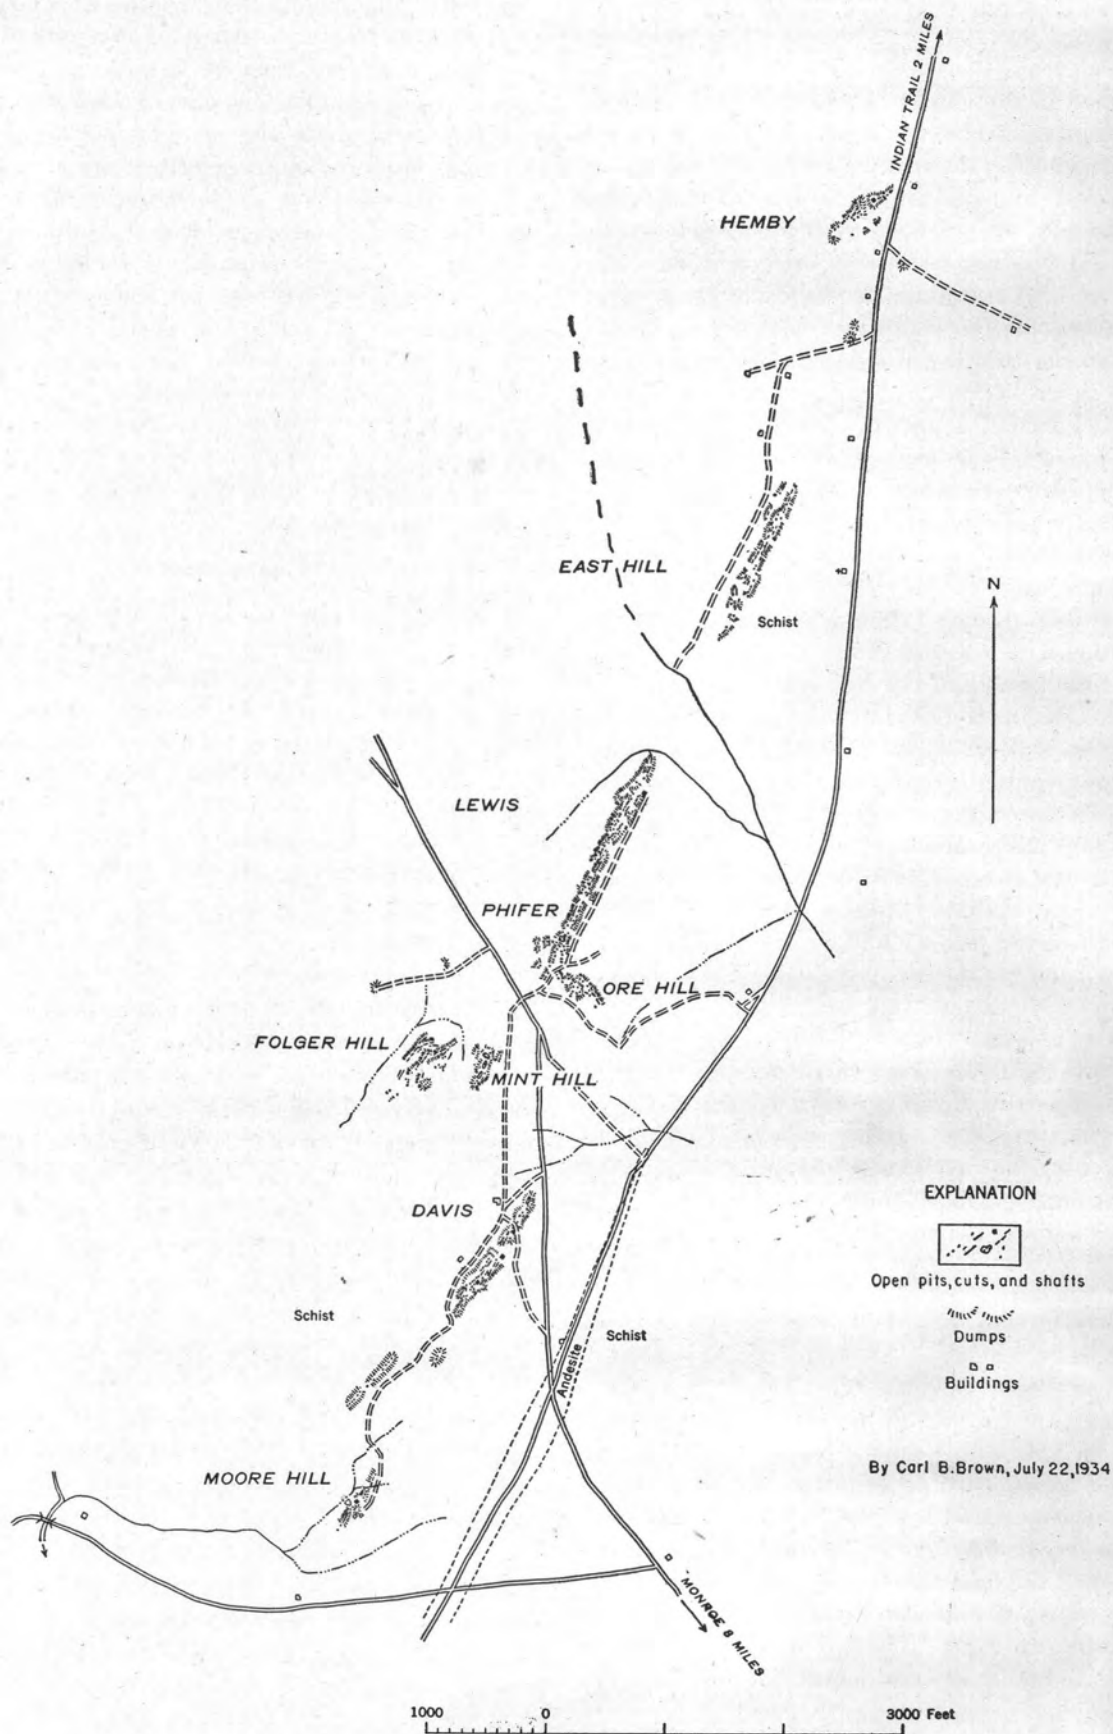 INDIAN TRAIL 2 MILES
HEMBY
EAST HILL
Schist
N
LEWIS
PHIFER
ORE HILL
FOLGER HILL
MINT HILL
DAVIS
EXPLANATION
Open pits, cuts, and shafts
Dumps
Buildings
Schist
Schist
Andesite
MOORE HILL
By Carl B. Brown, July 22, 1934
MONROE 8 MILES
1000 0 3000 Feet